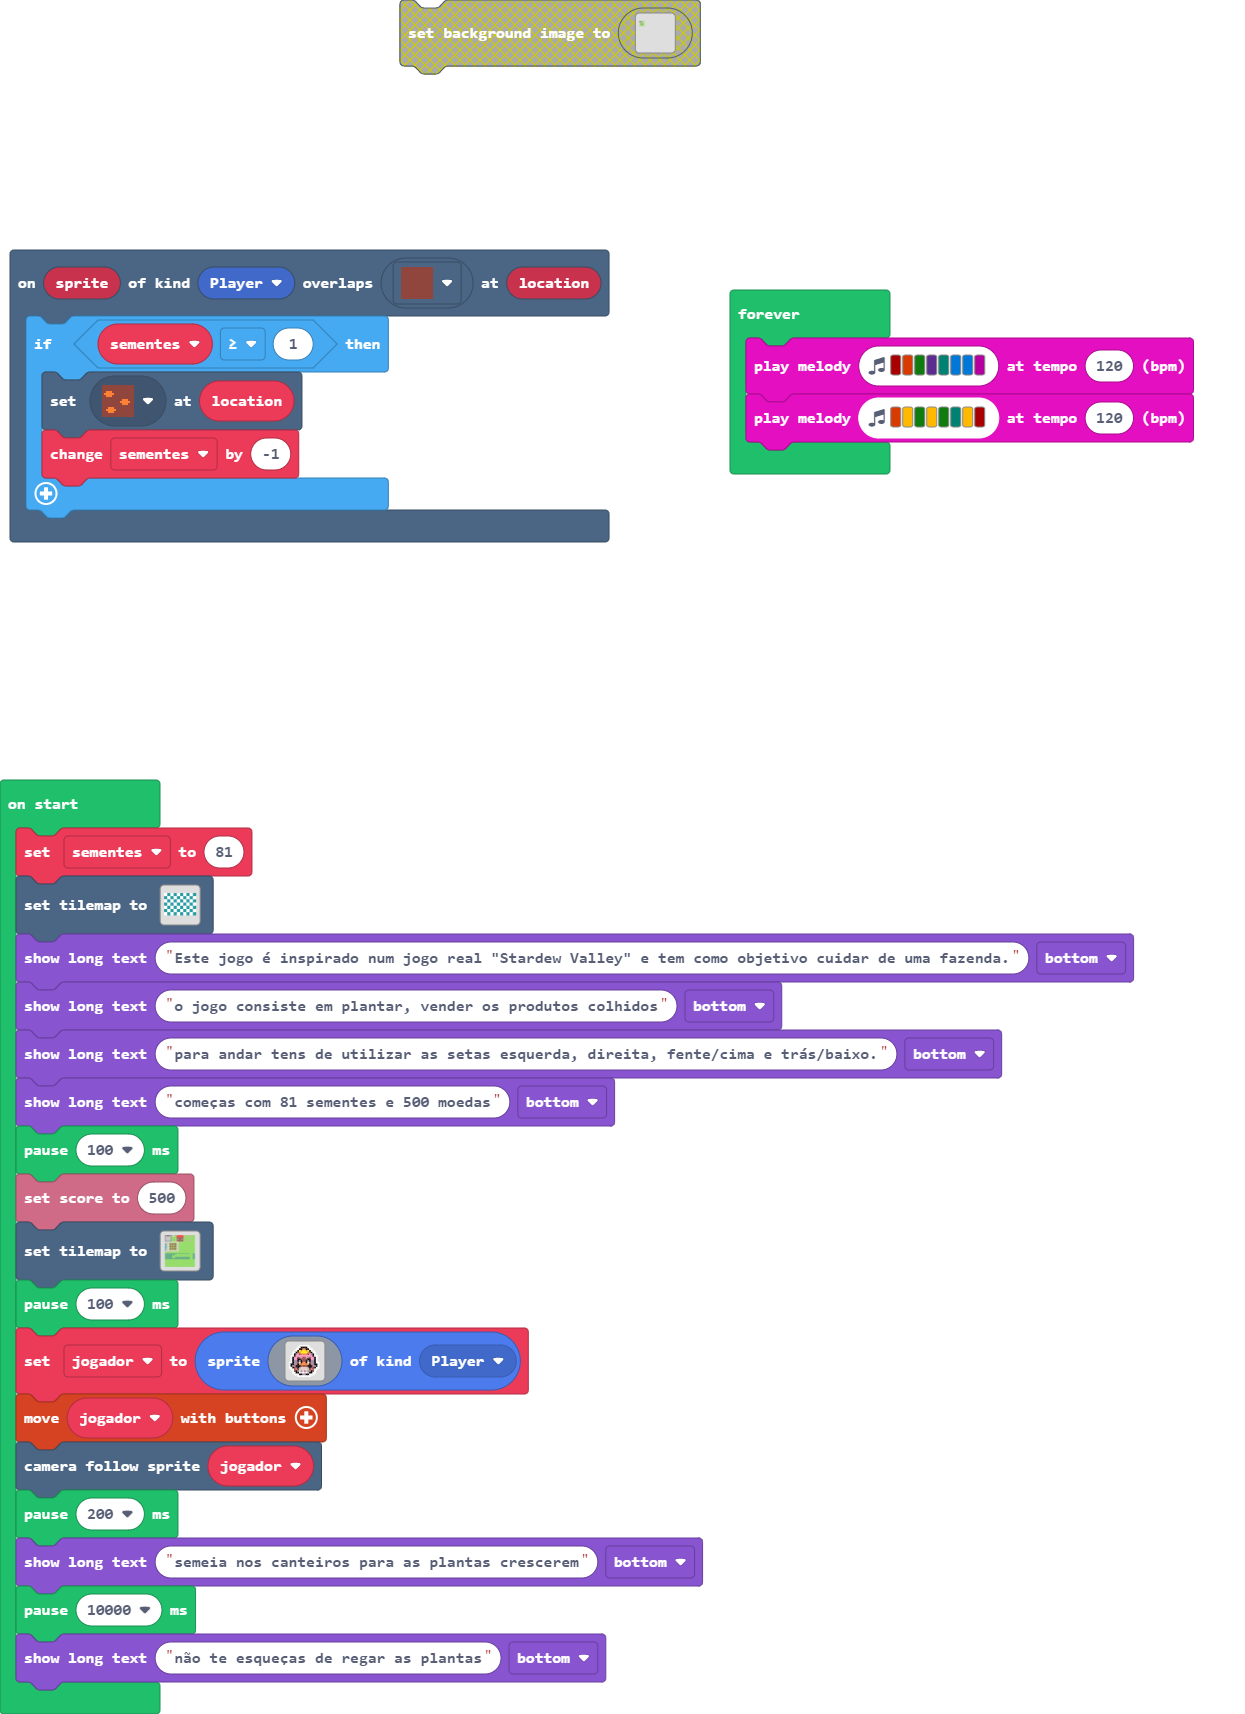 set background image to
on sprite of kind Player overlaps at location
if sementes ≥ 1 then
set at location
change sementes by -1
forever
play melody at tempo 120 (bpm)
play melody at tempo 120 (bpm)
on start
set sementes to 81
set tilemap to
show long text "Este jogo é inspirado num jogo real "Stardew Valley" e tem como objetivo cuidar de uma fazenda." bottom
show long text "o jogo consiste em plantar, vender os produtos colhidos" bottom
show long text "para andar tens de utilizar as setas esquerda, direita, fente/cima e trás/baixo." bottom
show long text "começas com 81 sementes e 500 moedas" bottom
pause 100 ms
set score to 500
set tilemap to
pause 100 ms
set jogador to sprite of kind Player
move jogador with buttons
camera follow sprite jogador
pause 200 ms
show long text "semeia nos canteiros para as plantas crescerem" bottom
pause 10000 ms
show long text "não te esqueças de regar as plantas" bottom